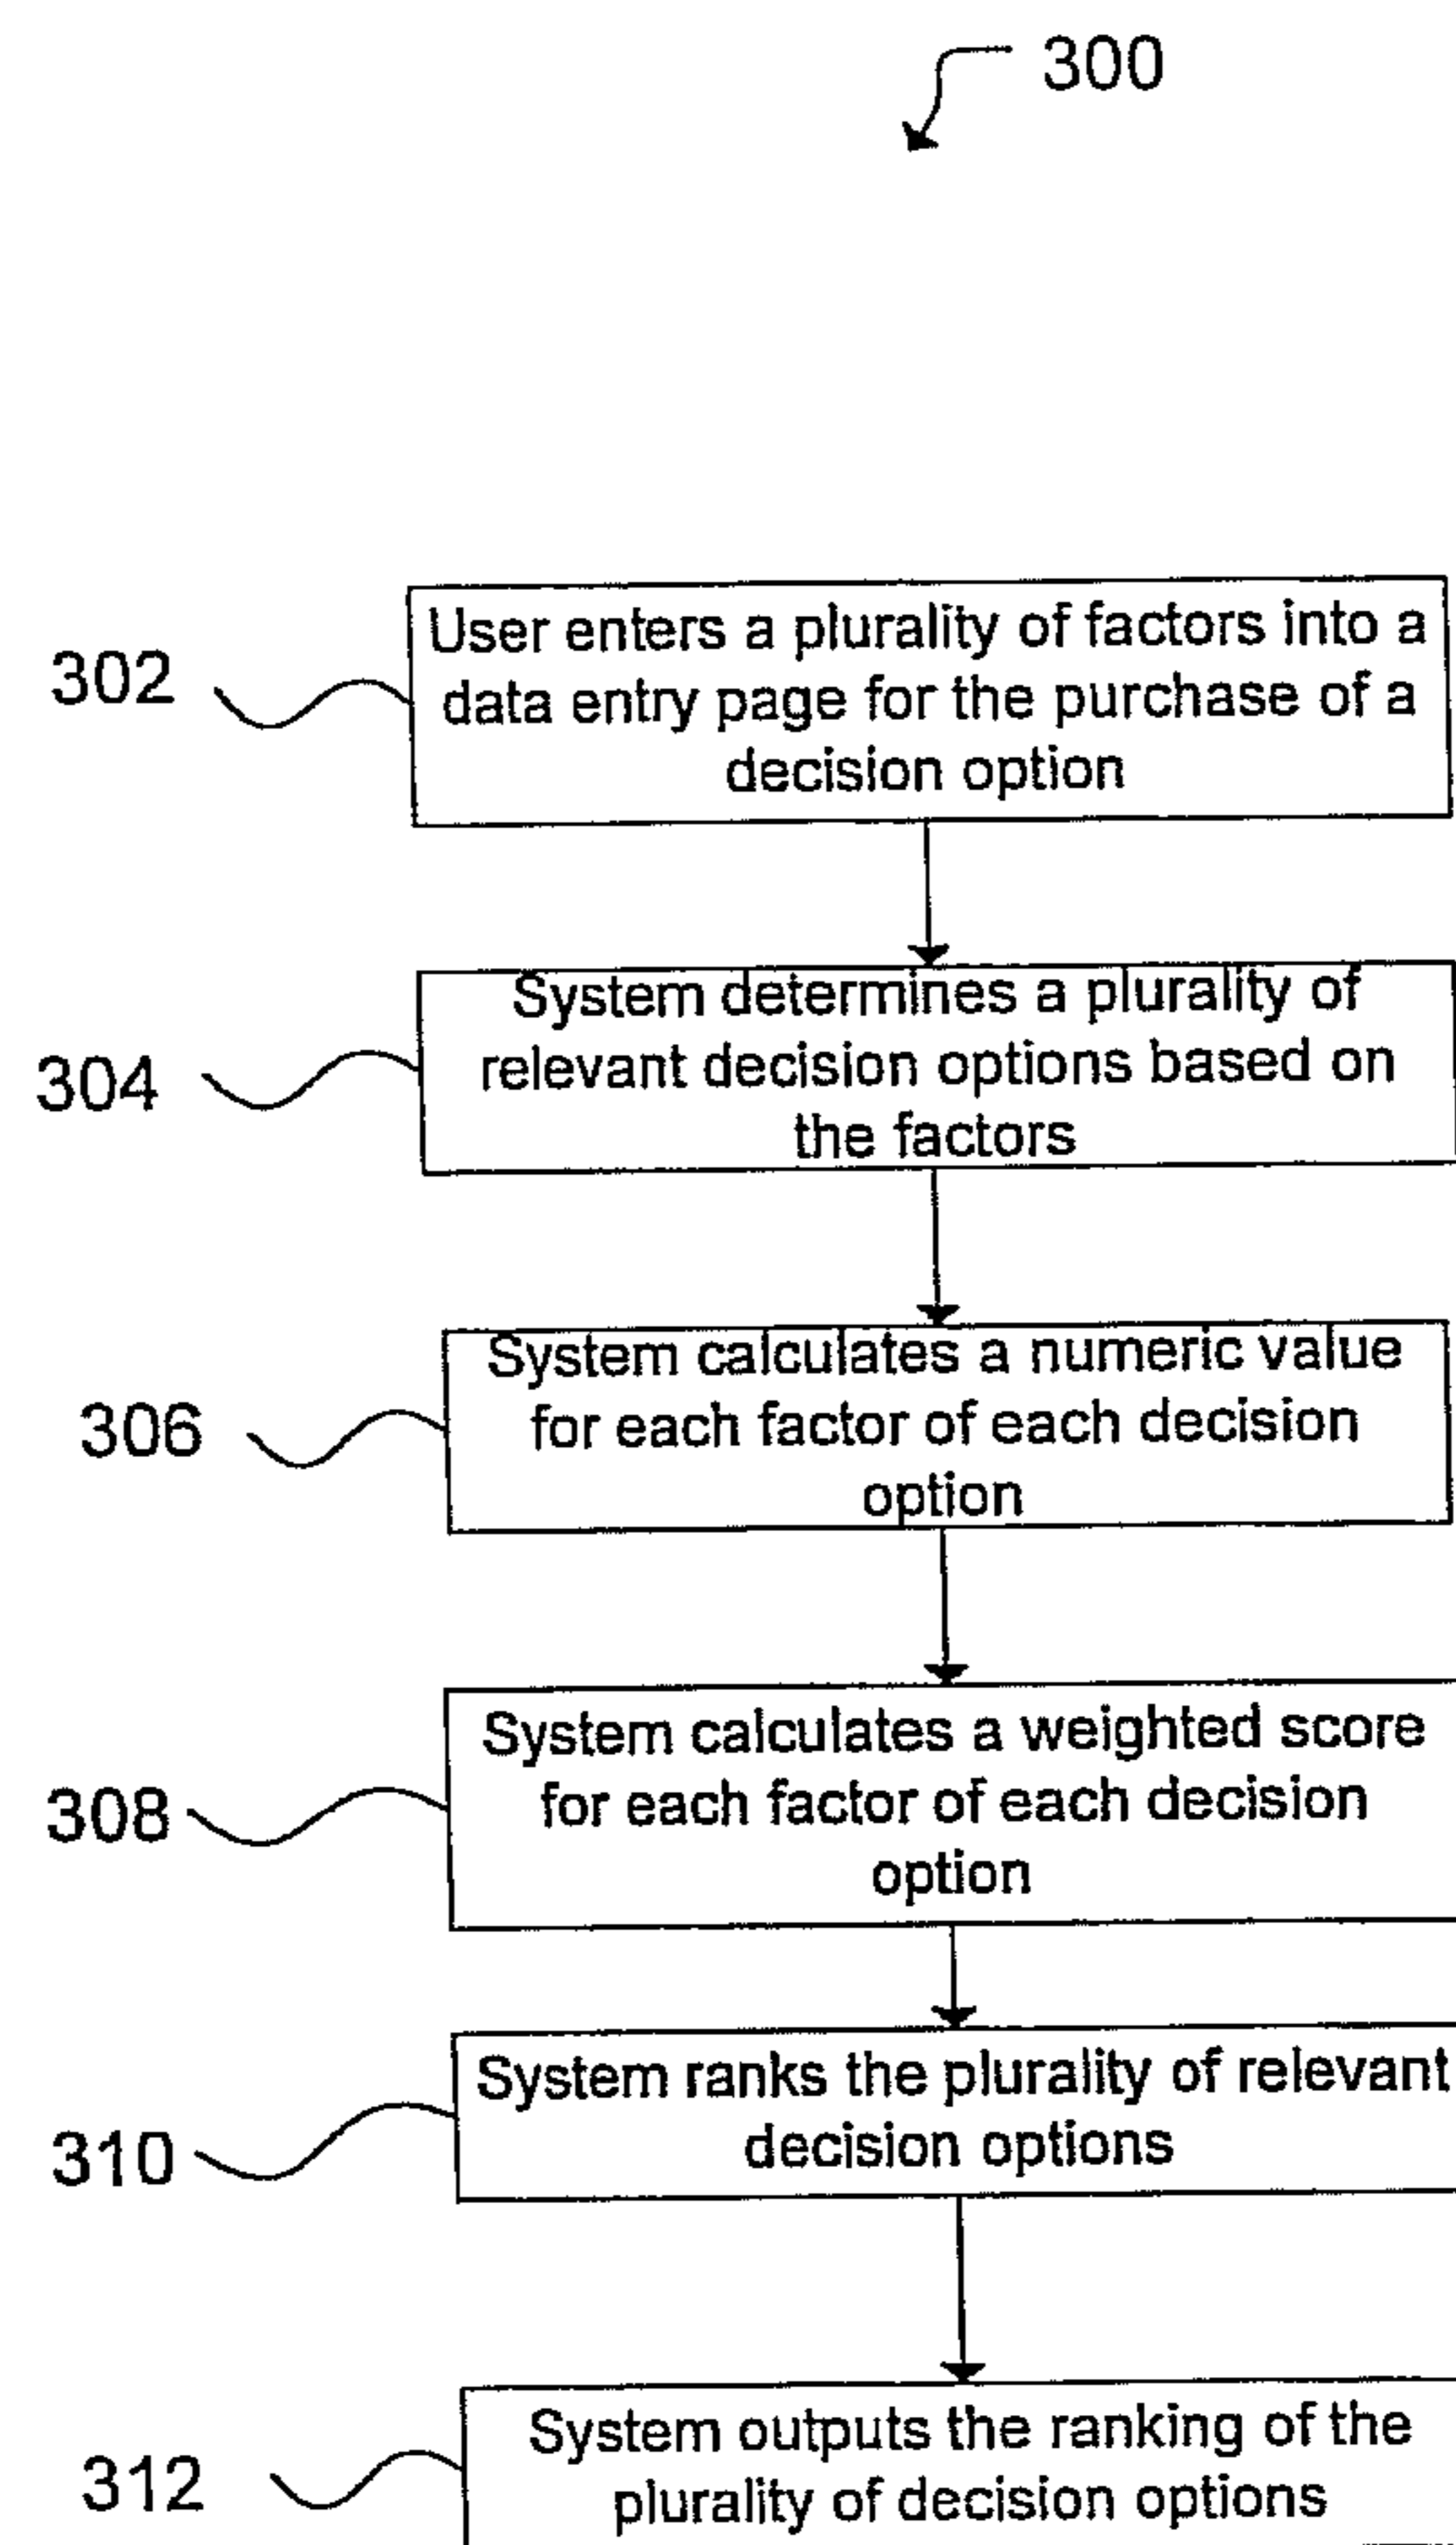 300
302
User enters a plurality of factors into a
data entry page for the purchase of a
decision option
304
System determines a plurality of
relevant decision options based on
the factors
306
System calculates a numeric value
for each factor of each decision
option
308
System calculates a weighted score
for each factor of each decision
option
310
System ranks the plurality of relevant
decision options
312
System outputs the ranking of the
plurality of decision options